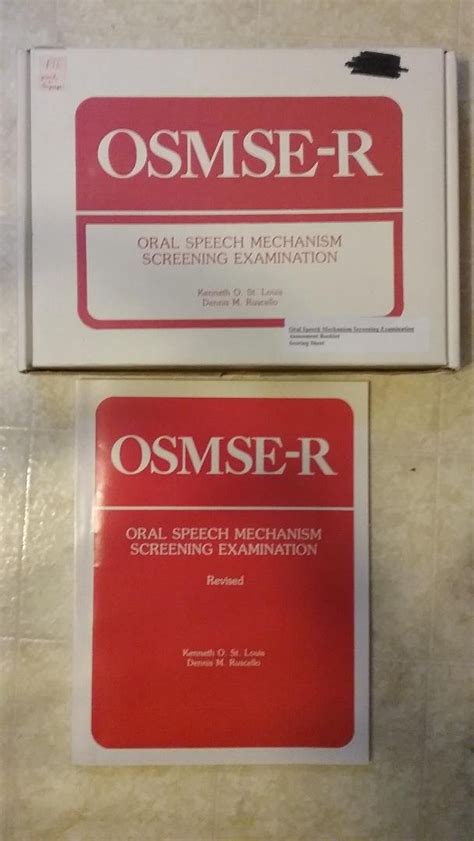 OSMSE-R
ORAL SPEECH MECHANISM
SCREENING EXAMINATION
Kenneth O. St. Louis
Dennis M. Ruscello
Oral Speech Mechanism Screening Examination
Assessment Booklet
Scoring Sheet
OSMSE-R
ORAL SPEECH MECHANISM
SCREENING EXAMINATION
Revised
Kenneth O. St. Louis
Dennis M. Ruscello